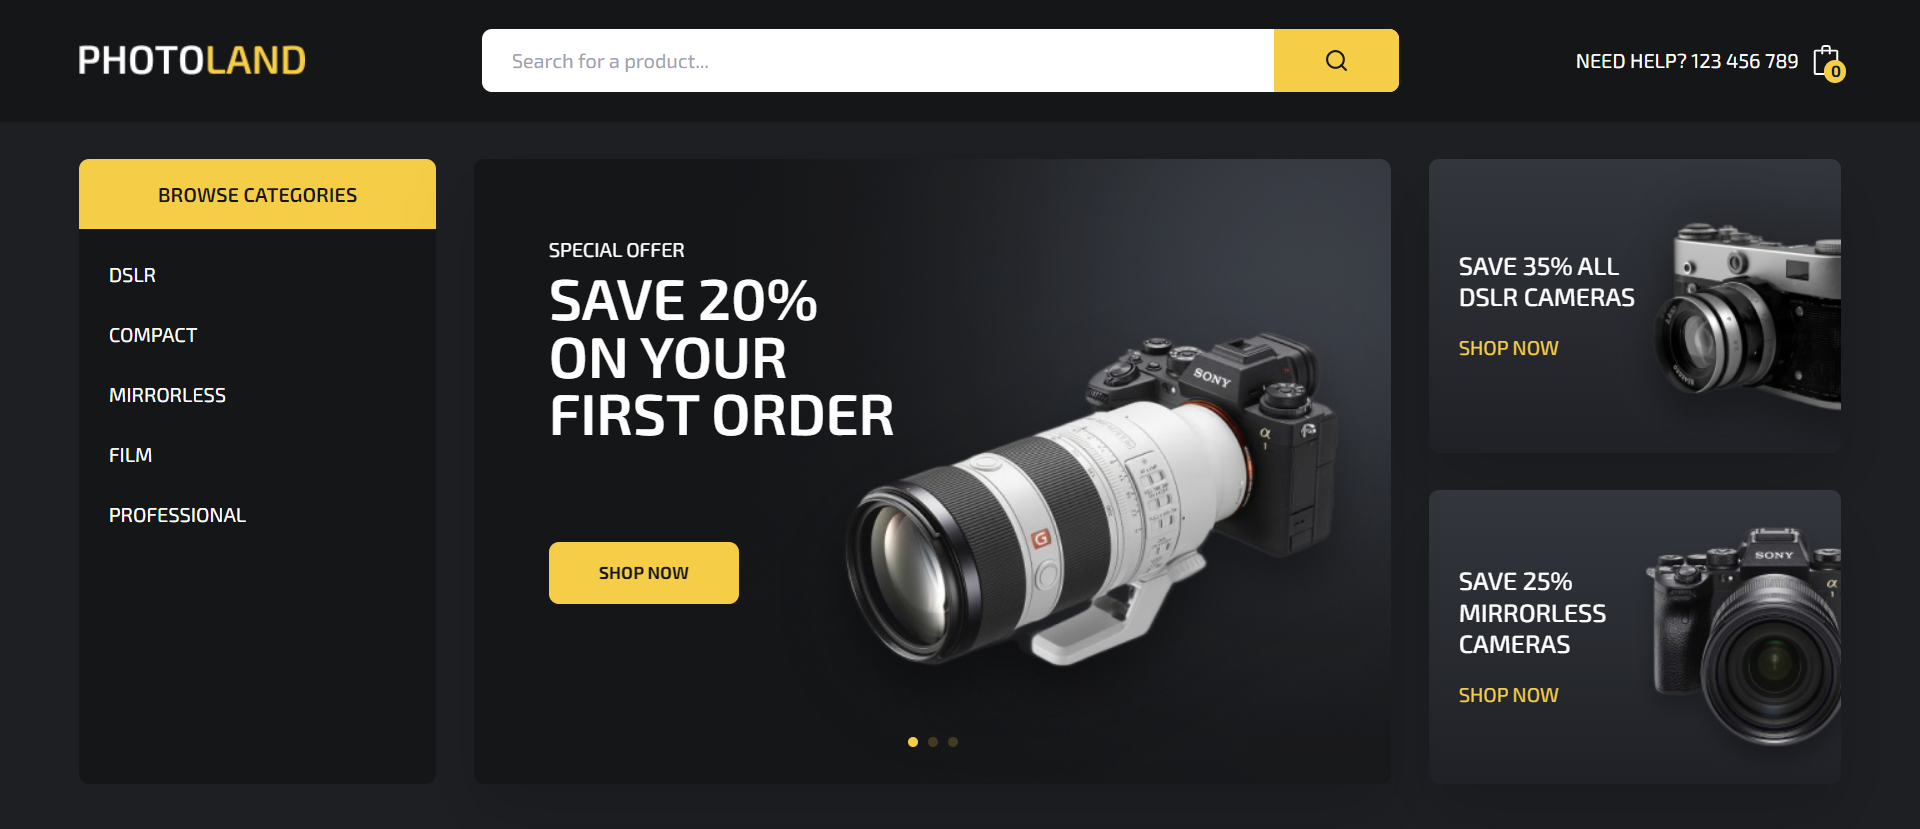 PHOTOLAND
Search for a product...
NEED HELP? 123 456 789
0
BROWSE CATEGORIES
DSLR
COMPACT
MIRRORLESS
FILM
PROFESSIONAL
SPECIAL OFFER
SAVE 20%
ON YOUR
FIRST ORDER
SHOP NOW
SONY
α
1
G
SAVE 35% ALL
DSLR CAMERAS
SHOP NOW
SAVE 25%
MIRRORLESS
CAMERAS
SHOP NOW
SONY
α
1